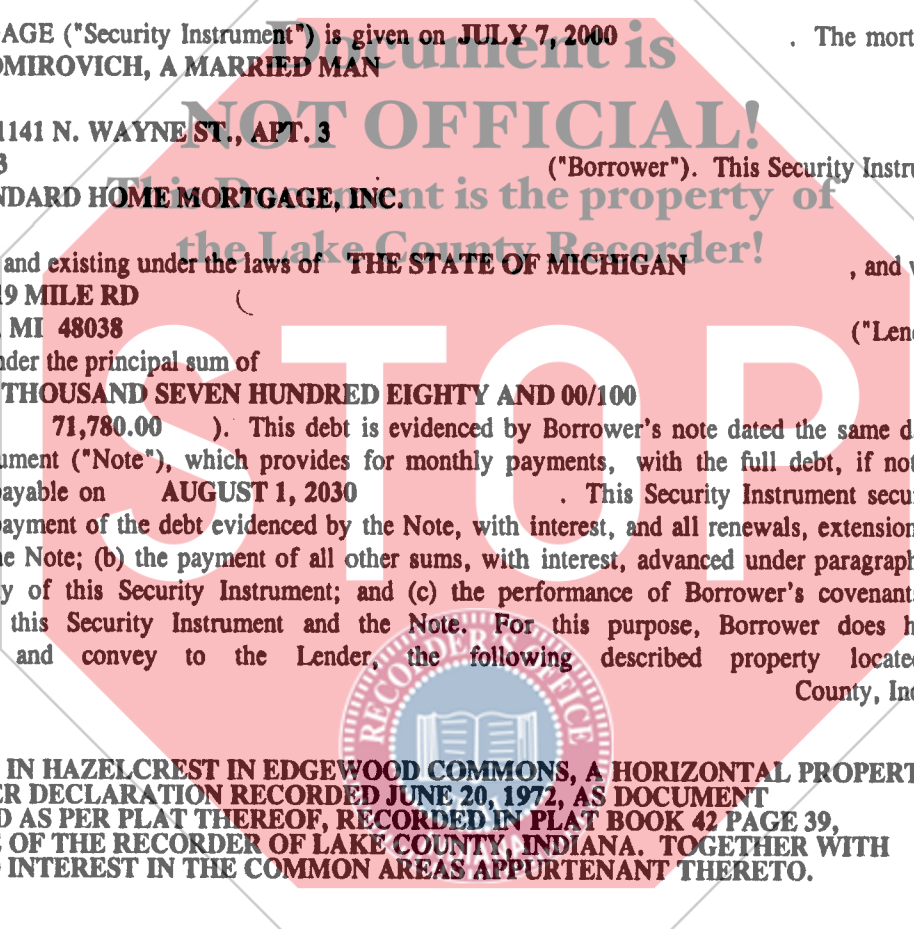 AGE ("Security Instrument") is given on JULY 7, 2000 . The mort
OMIROVICH, A MARRIED MAN
Document is
NOT OFFICIAL!
This Document is the property of
the Lake County Recorder!
1141 N. WAYNE ST., APT. 3
3 ("Borrower"). This Security Instru
NDARD HOME MORTGAGE, INC.
and existing under the laws of THE STATE OF MICHIGAN , and w
19 MILE RD
, MI 48038 ("Lend
nder the principal sum of
THOUSAND SEVEN HUNDRED EIGHTY AND 00/100
71,780.00 ). This debt is evidenced by Borrower's note dated the same d
ument ("Note"), which provides for monthly payments, with the full debt, if not
payable on AUGUST 1, 2030 . This Security Instrument secur
ayment of the debt evidenced by the Note, with interest, and all renewals, extension
he Note; (b) the payment of all other sums, with interest, advanced under paragraph
y of this Security Instrument; and (c) the performance of Borrower's covenants
this Security Instrument and the Note. For this purpose, Borrower does h
and convey to the Lender, the following described property located
County, Ind
STOP
RECORDER'S OFFICE
IN HAZELCREST IN EDGEWOOD COMMONS, A HORIZONTAL PROPERT
ER DECLARATION RECORDED JUNE 20, 1972, AS DOCUMENT
D AS PER PLAT THEREOF, RECORDED IN PLAT BOOK 42 PAGE 39,
E OF THE RECORDER OF LAKE COUNTY, INDIANA. TOGETHER WITH
INTEREST IN THE COMMON AREAS APPURTENANT THERETO.